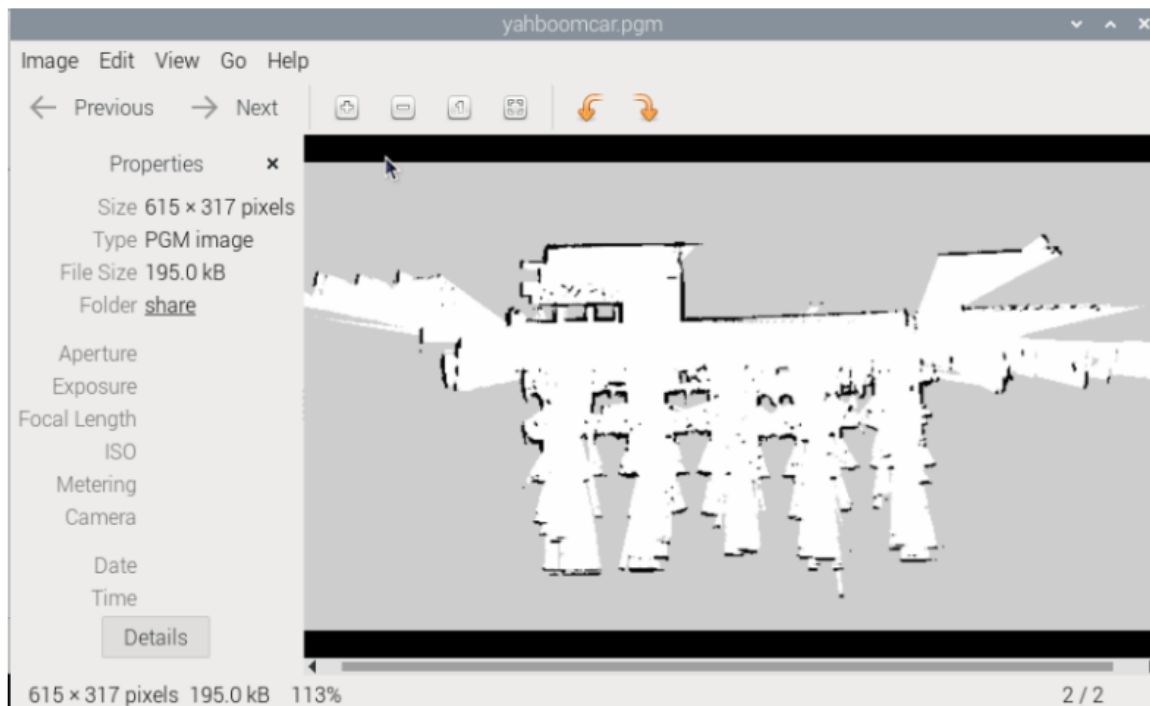 yahboomcar.pgm
Image Edit View Go Help
Previous Next
Properties
Size 615 × 317 pixels
Type PGM image
File Size 195.0 kB
Folder share
Aperture
Exposure
Focal Length
ISO
Metering
Camera
Date
Time
Details
615 × 317 pixels 195.0 kB 113% 2 / 2